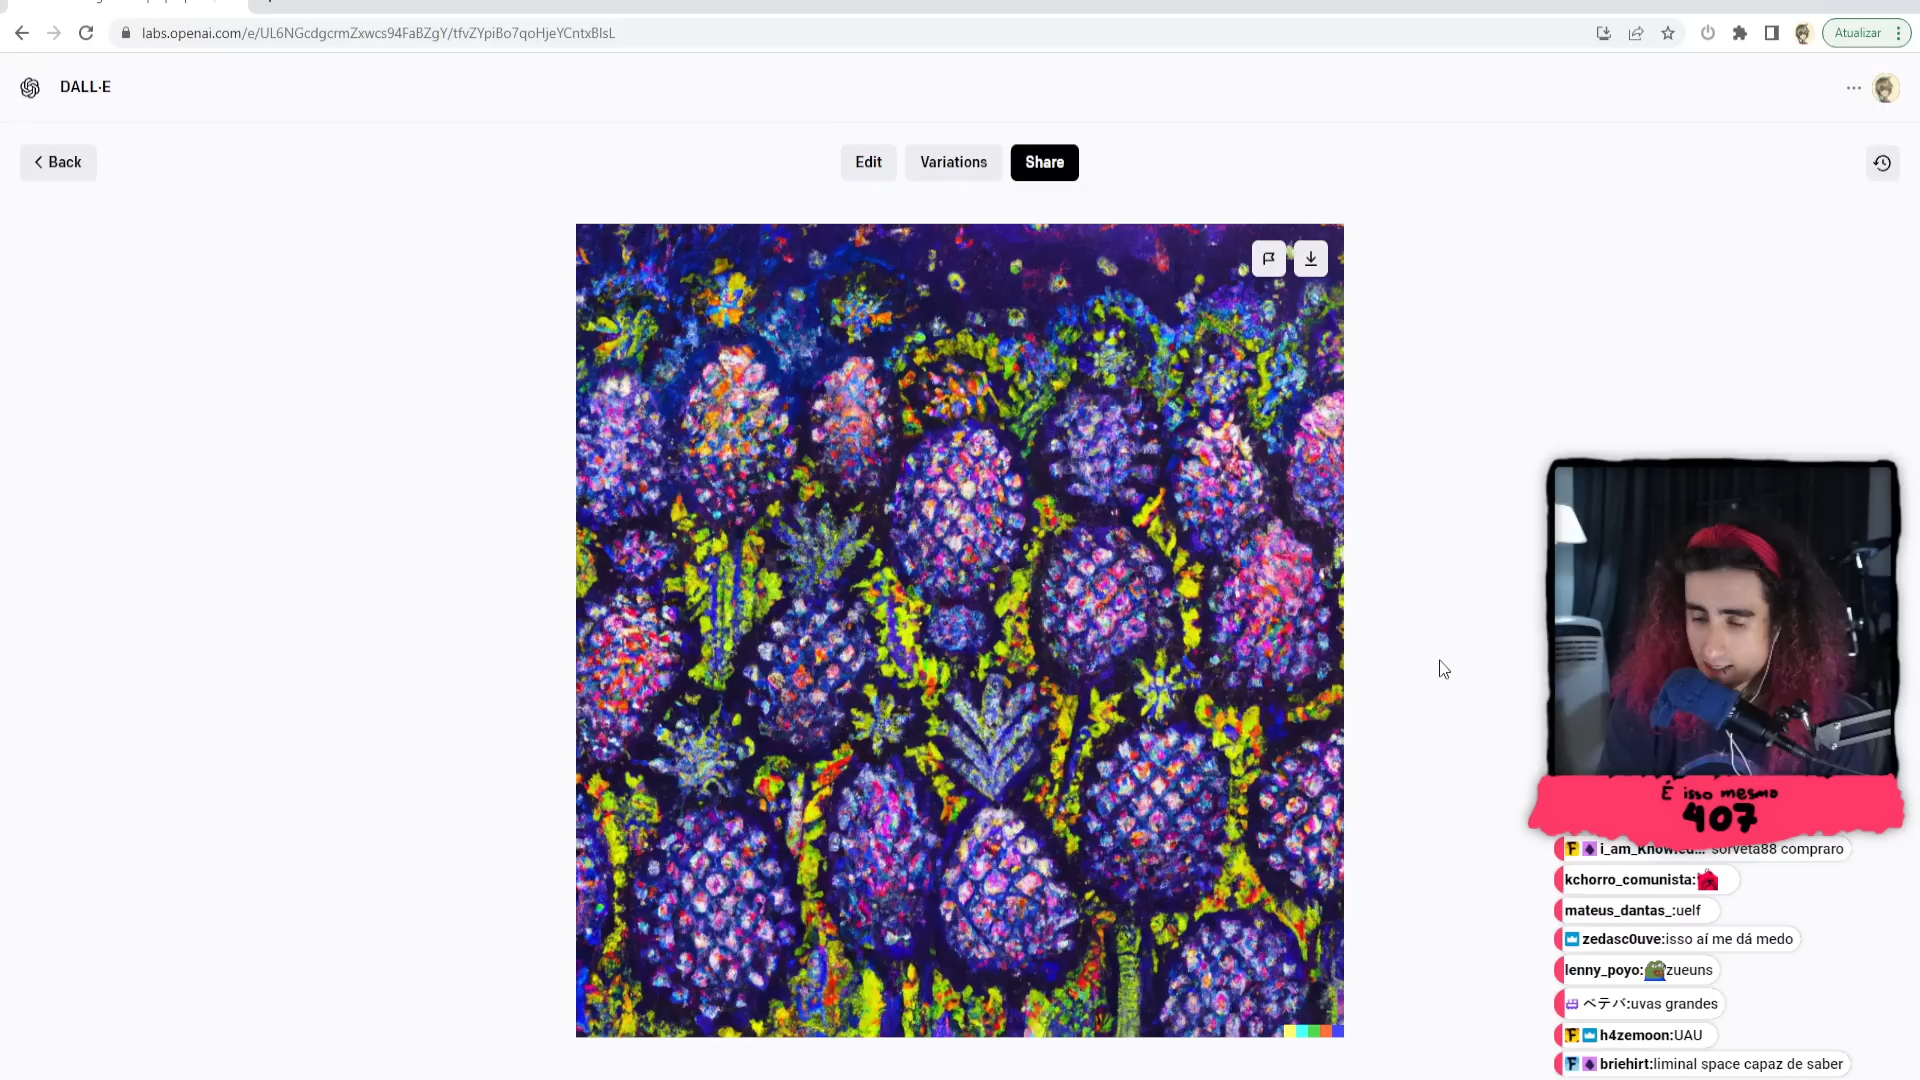 labs.openai.com/e/UL6NGcdgcrmZxwcs94FaBZgY/tfvZYpiBo7qoHjeYCntxBIsL
Atualizar
DALL·E
Back
Edit
Variations
Share
É isso mesmo
407
sorveta88 compraro
kchorro_comunista:
mateus_dantas_:uelf
zedasc0uve:isso aí me dá medo
lenny_poyo: zueuns
ベテバ:uvas grandes
h4zemoon:UAU
briehirt:liminal space capaz de saber